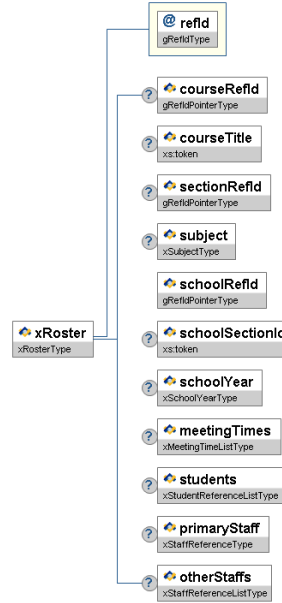 @ refId
gRefIdType
? courseRefId
gRefIdPointerType
? courseTitle
xs:token
? sectionRefId
gRefIdPointerType
? subject
xSubjectType
schoolRefId
gRefIdPointerType
xRoster
xRosterType
? schoolSectionId
xs:token
? schoolYear
xSchoolYearType
? meetingTimes
xMeetingTimeListType
? students
xStudentReferenceListType
? primaryStaff
xStaffReferenceType
? otherStaffs
xStaffReferenceListType